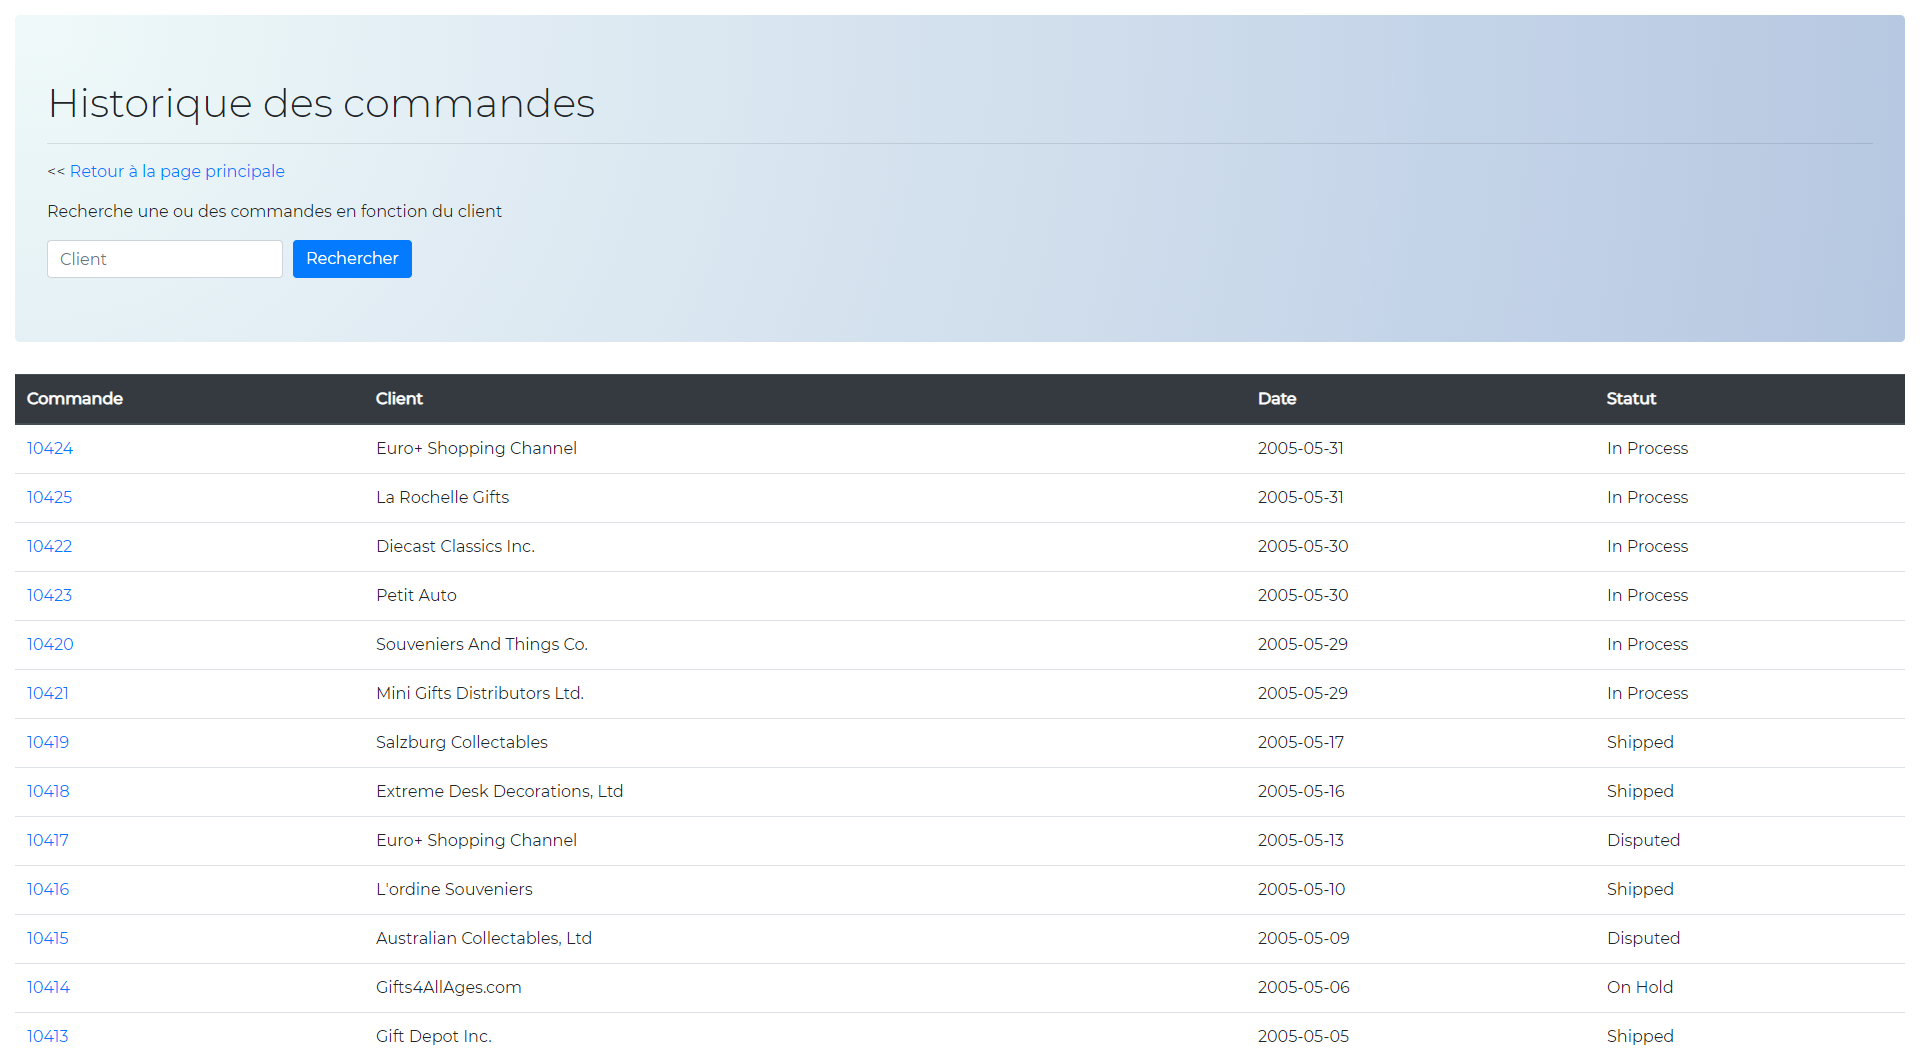 Historique des commandes
<< Retour à la page principale
Recherche une ou des commandes en fonction du client
Client Rechercher
Commande Client Date Statut
10424 Euro+ Shopping Channel 2005-05-31 In Process
10425 La Rochelle Gifts 2005-05-31 In Process
10422 Diecast Classics Inc. 2005-05-30 In Process
10423 Petit Auto 2005-05-30 In Process
10420 Souveniers And Things Co. 2005-05-29 In Process
10421 Mini Gifts Distributors Ltd. 2005-05-29 In Process
10419 Salzburg Collectables 2005-05-17 Shipped
10418 Extreme Desk Decorations, Ltd 2005-05-16 Shipped
10417 Euro+ Shopping Channel 2005-05-13 Disputed
10416 L'ordine Souveniers 2005-05-10 Shipped
10415 Australian Collectables, Ltd 2005-05-09 Disputed
10414 Gifts4AllAges.com 2005-05-06 On Hold
10413 Gift Depot Inc. 2005-05-05 Shipped